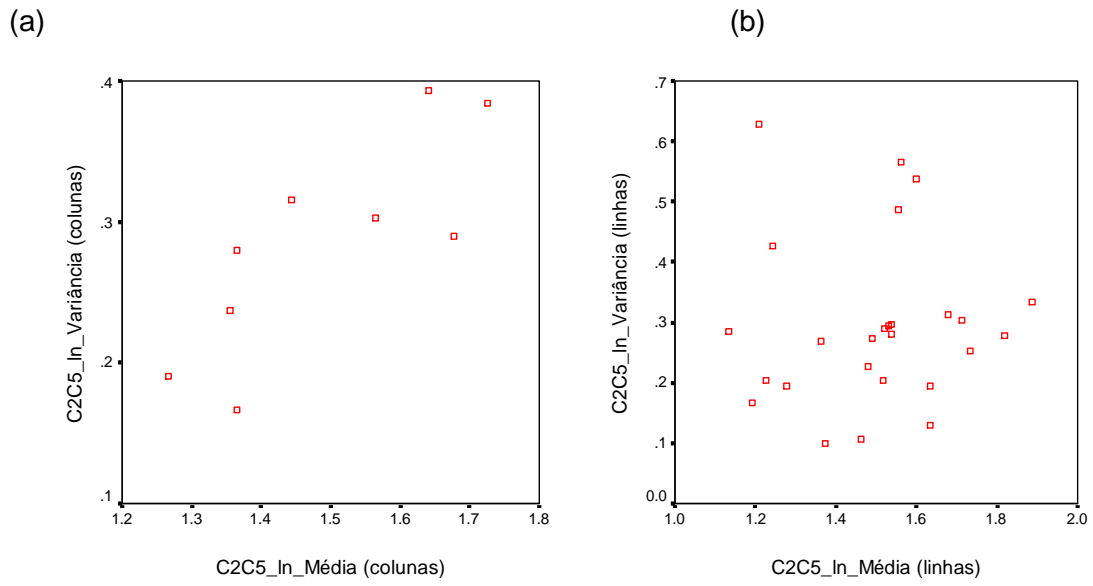 (a)
(b)
.4
.3
.2
.1
1.2 1.3 1.4 1.5 1.6 1.7 1.8
C2C5_ln_Variância (colunas)
C2C5_ln_Média (colunas)
.7
.6
.5
.4
.3
.2
.1
0.0
1.0 1.2 1.4 1.6 1.8 2.0
C2C5_ln_Variância (linhas)
C2C5_ln_Média (linhas)